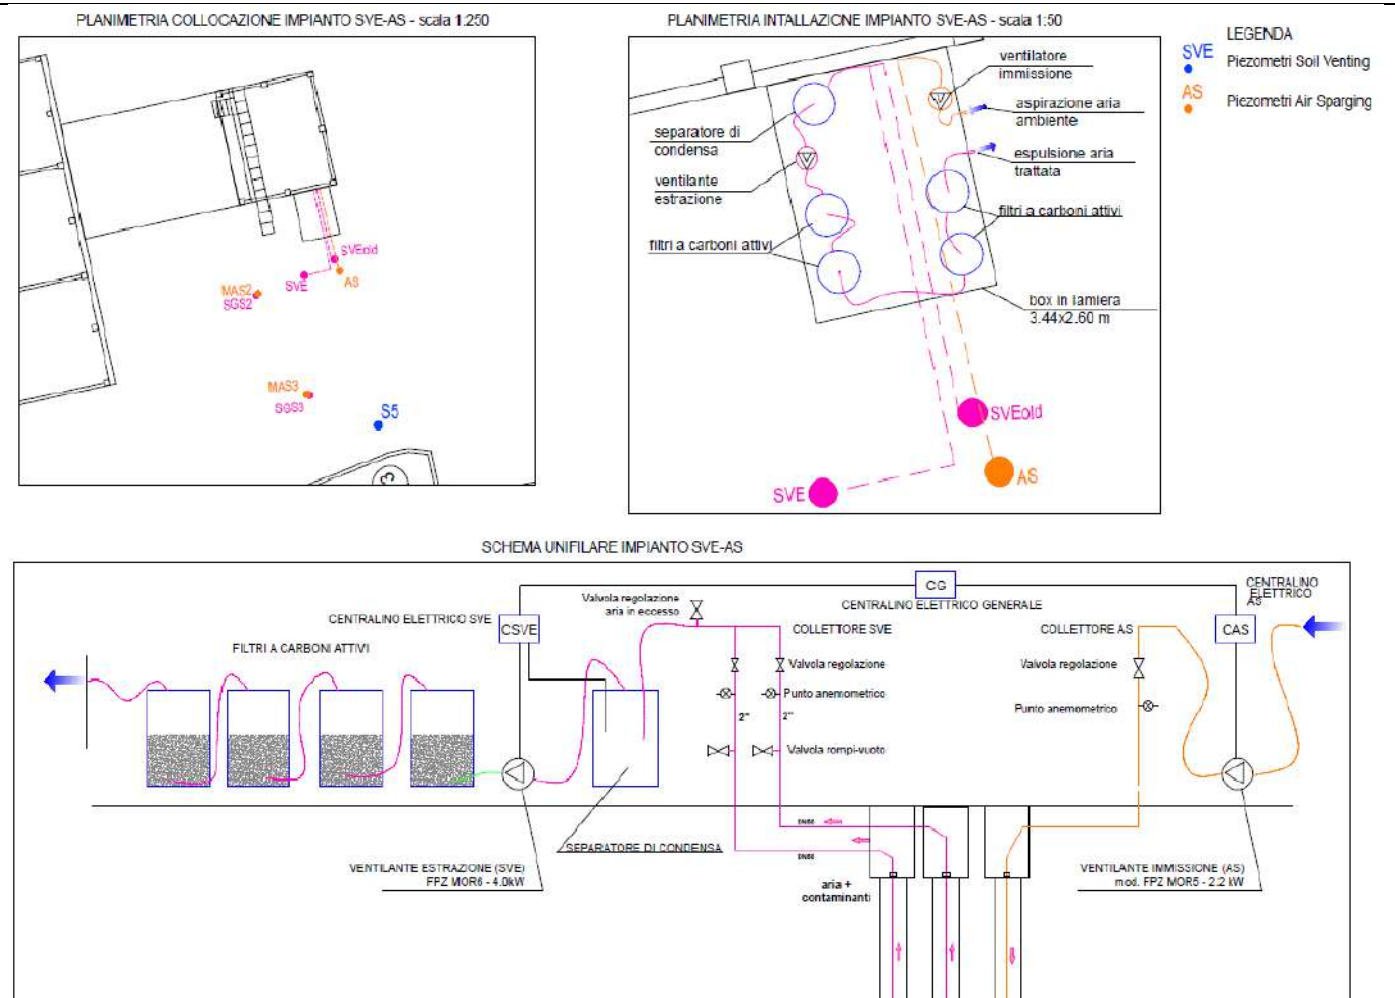 PLANIMETRIA COLLOCAZIONE IMPIANTO SVE-AS - scala 1:250
SVEold
SVE
AS
MAS2
SGS2
MAS3
SGS3
S5
3
PLANIMETRIA INTALLAZIONE IMPIANTO SVE-AS - scala 1:50
ventilatore
immissione
aspirazione aria
ambiente
separatore di
condensa
espulsione aria
trattata
ventilante
estrazione
filtri a carboni attivi
filtri a carboni attivi
box in lamiera
3.44x2.60 m
SVEold
AS
SVE
LEGENDA
SVE
Piezometri Soil Venting
AS
Piezometri Air Sparging
SCHEMA UNIFILARE IMPIANTO SVE-AS
CG
CENTRALINO ELETTRICO GENERALE
CENTRALINO
ELETTRICO
AS
Valvola regolazione
aria in eccesso
CENTRALINO ELETTRICO SVE
CSVE
COLLETTORE SVE
COLLETTORE AS
CAS
FILTRI A CARBONI ATTIVI
Valvola regolazione
Valvola regolazione
Punto anemometrico
Punto anemometrico
2"
2"
Valvola rompi-vuoto
SEPARATORE DI CONDENSA
VENTILANTE ESTRAZIONE (SVE)
FPZ MOR6 - 4.0kW
aria +
contaminanti
VENTILANTE IMMISSIONE (AS)
mod. FPZ MOR5 - 2.2 kW